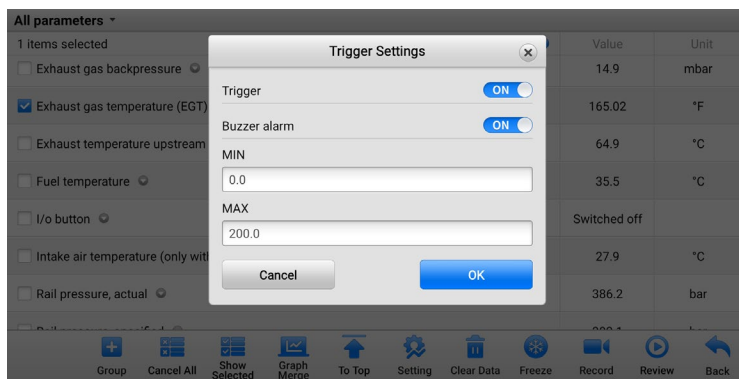 All parameters
1 items selected
Value
Unit
Exhaust gas backpressure
14.9
mbar
Exhaust gas temperature (EGT)
165.02
°F
Exhaust temperature upstream
64.9
°C
Fuel temperature
35.5
°C
I/o button
Switched off
Intake air temperature (only with
27.9
°C
Rail pressure, actual
386.2
bar
Trigger Settings
Trigger
ON
Buzzer alarm
ON
MIN
0.0
MAX
200.0
Cancel
OK
Group
Cancel All
Show Selected
Graph Merge
To Top
Setting
Clear Data
Freeze
Record
Review
Back